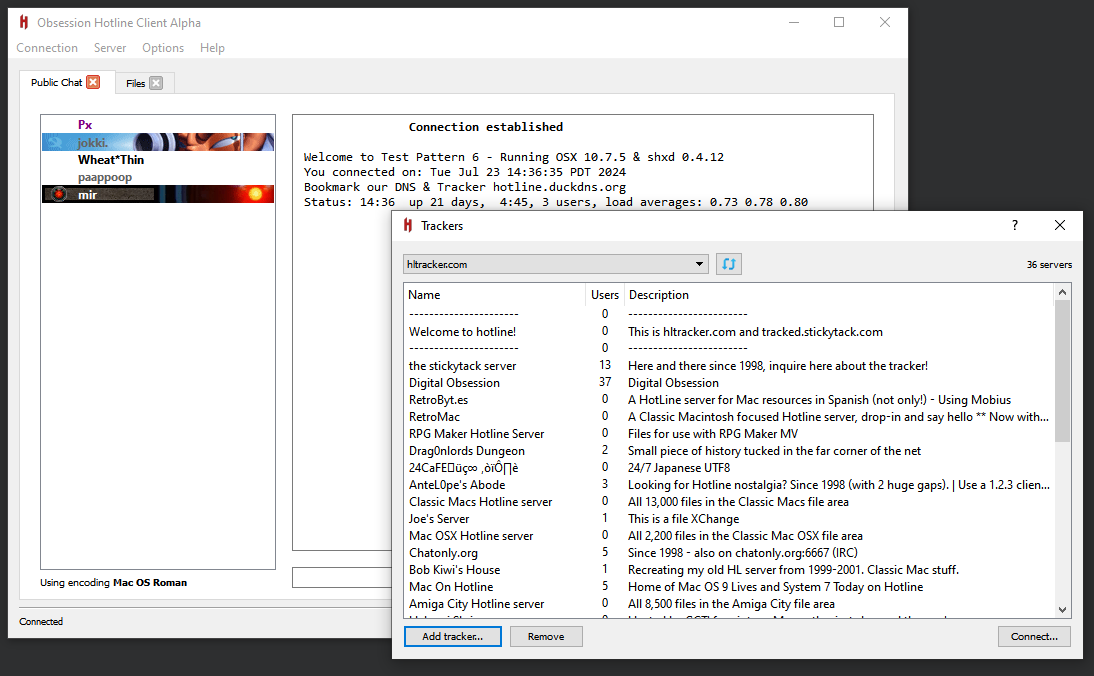 Obsession Hotline Client Alpha
Connection Server Options Help
Public Chat Files
Px
jokki.
Wheat*Thin
paappoop
mir
Using encoding Mac OS Roman
Connected
Connection established
Welcome to Test Pattern 6 - Running OSX 10.7.5 & shxd 0.4.12
You connected on: Tue Jul 23 14:36:35 PDT 2024
Bookmark our DNS & Tracker hotline.duckdns.org
Status: 14:36 up 21 days, 4:45, 3 users, load averages: 0.73 0.78 0.80
Trackers
hltracker.com
36 servers
Name Users Description
---------------------- 0 ------------------------
Welcome to hotline! 0 This is hltracker.com and tracked.stickytack.com
---------------------- 0 ------------------------
the stickytack server 13 Here and there since 1998, inquire here about the tracker!
Digital Obsession 37 Digital Obsession
RetroByt.es 0 A HotLine server for Mac resources in Spanish (not only!) - Using Mobius
RetroMac 0 A Classic Macintosh focused Hotline server, drop-in and say hello ** Now with...
RPG Maker Hotline Server 0 Files for use with RPG Maker MV
Drag0nlords Dungeon 2 Small piece of history tucked in the far corner of the net
24CaFE 0 24/7 Japanese UTF8
AnteL0pe's Abode 3 Looking for Hotline nostalgia? Since 1998 (with 2 huge gaps). | Use a 1.2.3 clien...
Classic Macs Hotline server 0 All 13,000 files in the Classic Macs file area
Joe's Server 1 This is a file XChange
Mac OSX Hotline server 0 All 2,200 files in the Classic Mac OSX file area
Chatonly.org 5 Since 1998 - also on chatonly.org:6667 (IRC)
Bob Kiwi's House 1 Recreating my old HL server from 1999-2001. Classic Mac stuff.
Mac On Hotline 5 Home of Mac OS 9 Lives and System 7 Today on Hotline
Amiga City Hotline server 0 All 8,500 files in the Amiga City file area
Add tracker... Remove Connect...